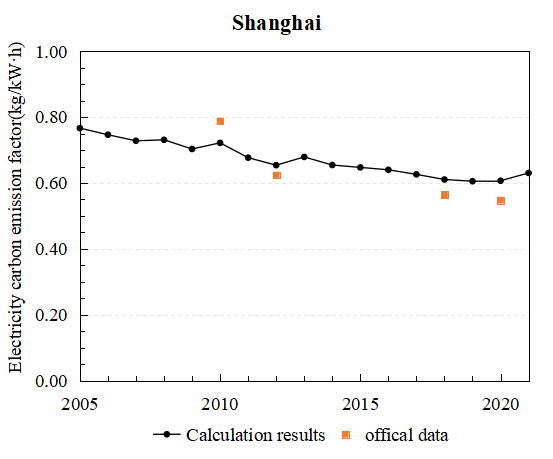 Shanghai
Electricity carbon emission factor(kg/kW·h)
1.00
0.80
0.60
0.40
0.20
0.00
2005 2010 2015 2020
Calculation results offical data